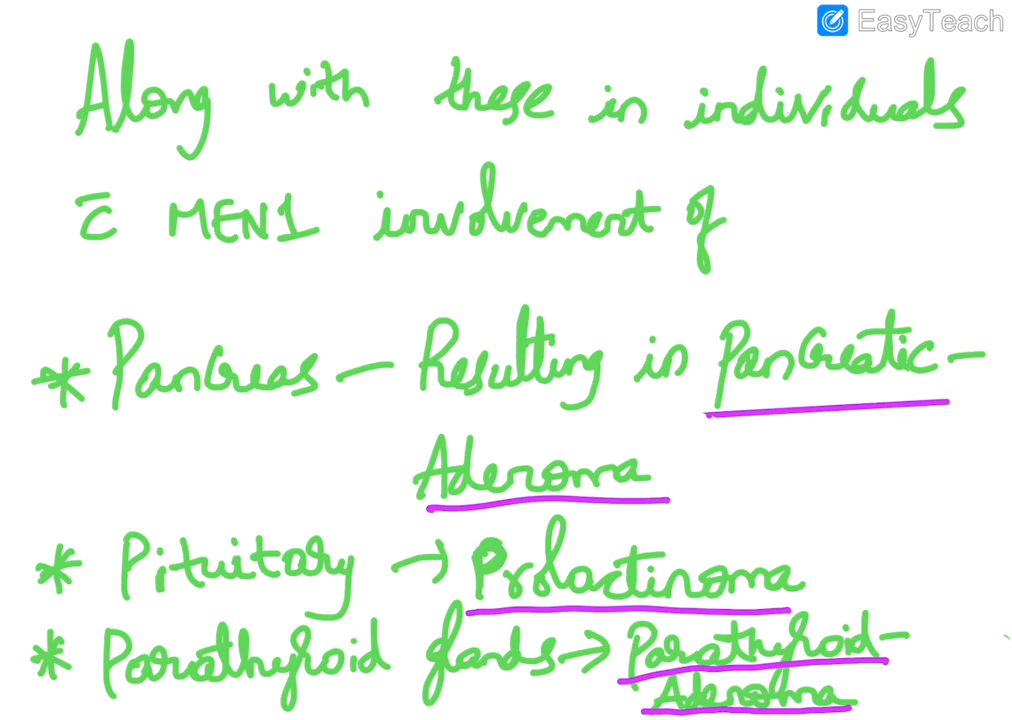 EasyTeach
Along with these in individuals
c̄ MEN1 involvement of
* Pancreas — Resulting in Pancreatic -
Adenoma
* Pituitary → Prolactinoma
* Parathyroid glands → Parathyroid -
Adenoma